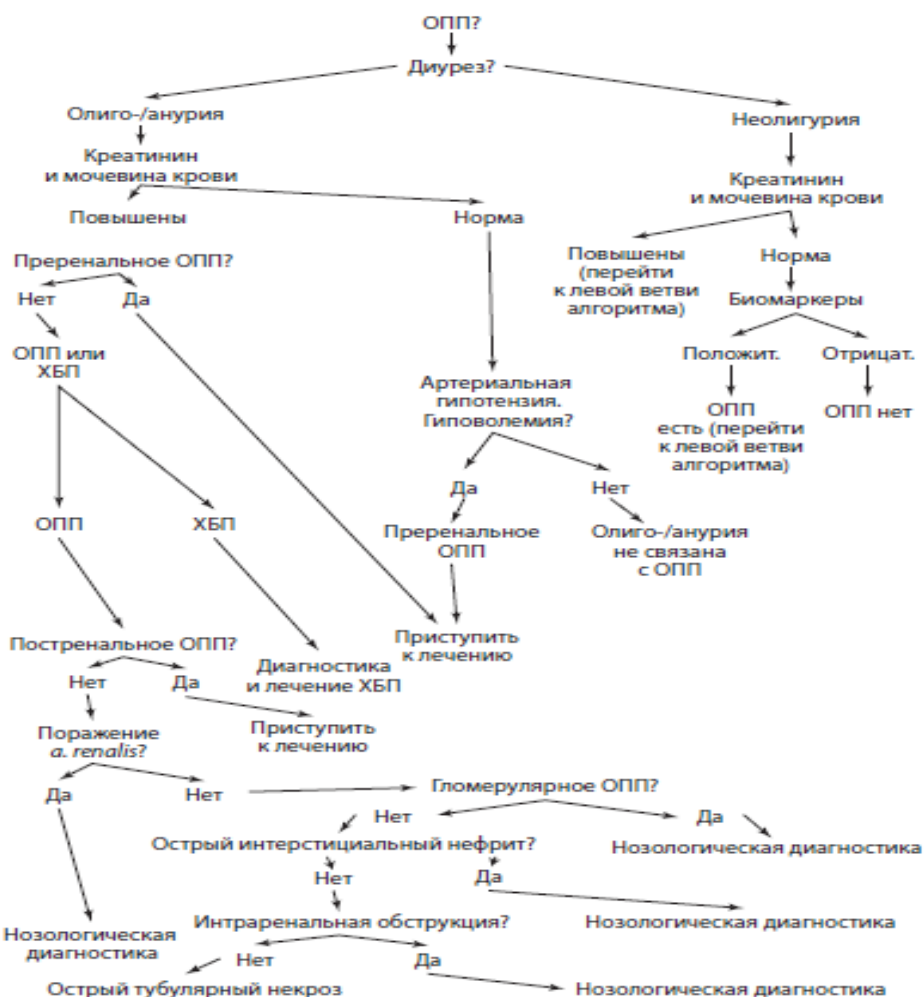 ОПП?
Диурез?
Олиго-/анурия
Неолигурия
Креатинин
и мочевина крови
Креатинин
и мочевина крови
Повышены
Норма
Повышены
(перейти
к левой ветви
алгоритма)
Норма
Преренальное ОПП?
Нет
Да
Биомаркеры
ОПП или
ХБП
Положит.
Отрицат.
Артериальная
гипотензия.
Гиповолемия?
ОПП
есть (перейти
к левой ветви
алгоритма)
ОПП нет
Да
Нет
ОПП
ХБП
Преренальное
ОПП
Олиго-/анурия
не связана
с ОПП
Постренальное ОПП?
Приступить
к лечению
Нет
Да
Диагностика
и лечение ХБП
Поражение
a. renalis?
Приступить
к лечению
Да
Нет
Гломерулярное ОПП?
Нет
Да
Острый интерстициальный нефрит?
Нозологическая диагностика
Нет
Да
Интраренальная обструкция?
Нозологическая диагностика
Нозологическая
диагностика
Нет
Да
Острый тубулярный некроз
Нозологическая диагностика